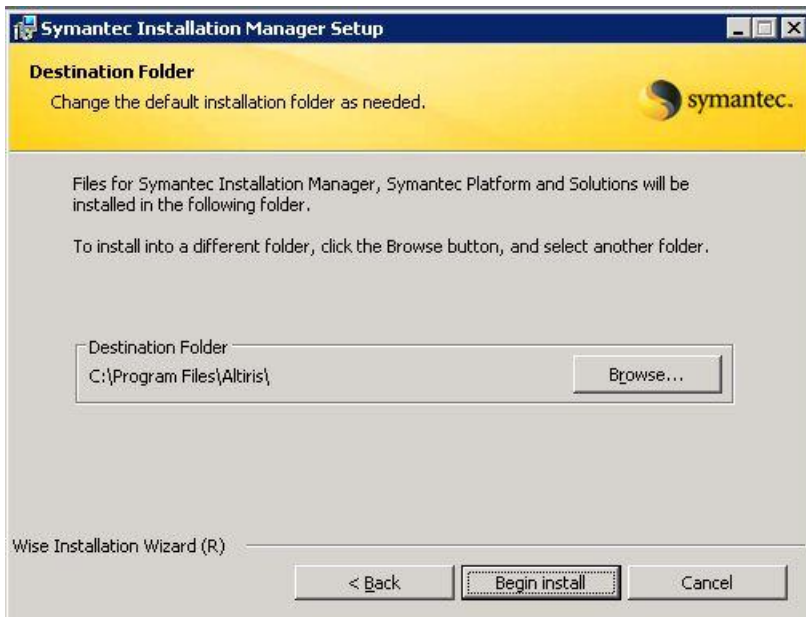 Symantec Installation Manager Setup
Destination Folder
Change the default installation folder as needed.
symantec.
Files for Symantec Installation Manager, Symantec Platform and Solutions will be
installed in the following folder.
To install into a different folder, click the Browse button, and select another folder.
Destination Folder
C:\Program Files\Altiris\
Browse...
Wise Installation Wizard (R)
< Back
Begin install
Cancel